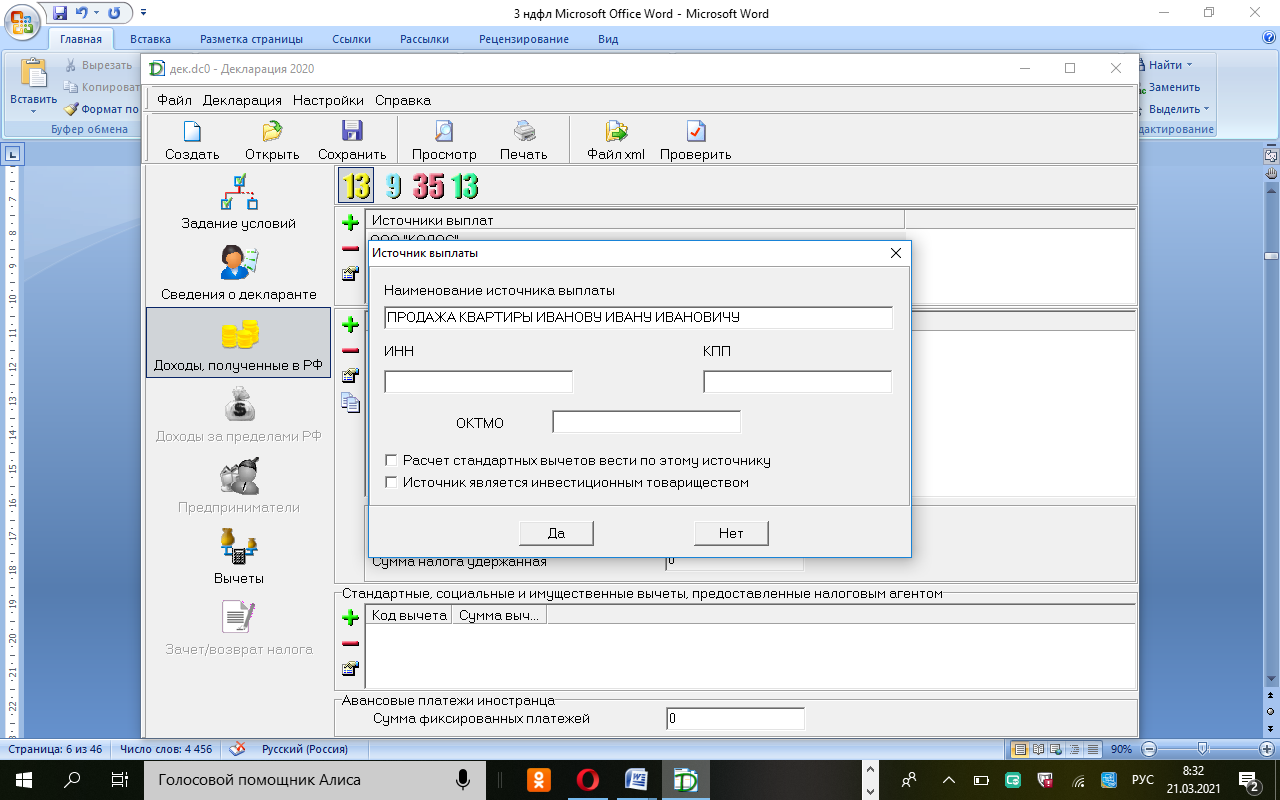 3 ндфл Microsoft Office Word - Microsoft Word
Главная Вставка Разметка страницы Ссылки Рассылки Рецензирование Вид
Вставить
Вырезать
Копироват
Формат по
Буфер обмена
Найти
Заменить
Выделить
дактирование
дек.dc0 - Декларация 2020
Файл Декларация Настройки Справка
Создать Открыть Сохранить Просмотр Печать Файл xml Проверить
13 9 35 13
Задание условий
Сведения о декларанте
Доходы, полученные в РФ
Доходы за пределами РФ
Предприниматели
Вычеты
Зачет/возврат налога
Источники выплат
ООО "КОЛОС"
Источник выплаты
Наименование источника выплаты
ПРОДАЖА КВАРТИРЫ ИВАНОВУ ИВАНУ ИВАНОВИЧУ
ИНН КПП
ОКТМО
Расчет стандартных вычетов вести по этому источнику
Источник является инвестиционным товариществом
Да Нет
Сумма налога удержанная 0
Стандартные, социальные и имущественные вычеты, предоставленные налоговым агентом
Код вычета Сумма выч...
Авансовые платежи иностранца
Сумма фиксированных платежей 0
Страница: 6 из 46 Число слов: 4 456 Русский (Россия) 90%
Голосовой помощник Алиса
РУС
8:32
21.03.2021
2